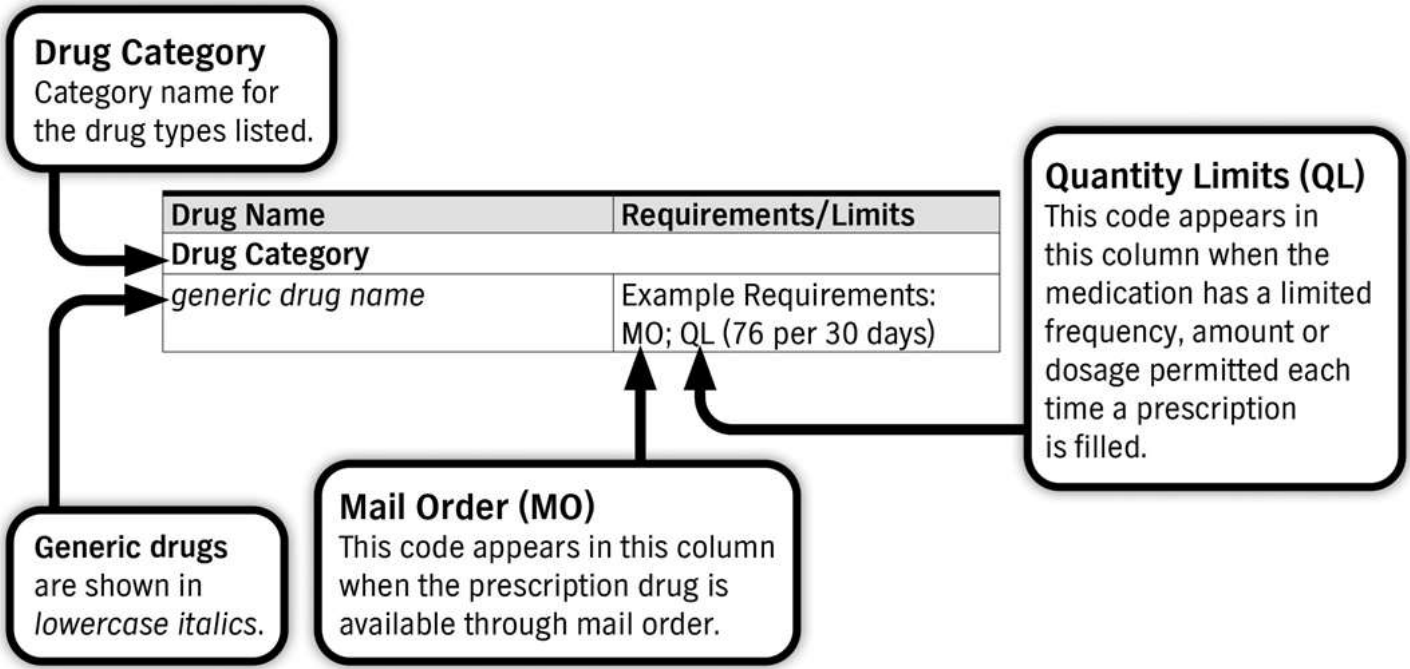 Drug Category
Category name for
the drug types listed.
Drug Name Requirements/Limits
Drug Category
generic drug name Example Requirements:
MO; QL (76 per 30 days)
Quantity Limits (QL)
This code appears in
this column when the
medication has a limited
frequency, amount or
dosage permitted each
time a prescription
is filled.
Generic drugs
are shown in
lowercase italics.
Mail Order (MO)
This code appears in this column
when the prescription drug is
available through mail order.